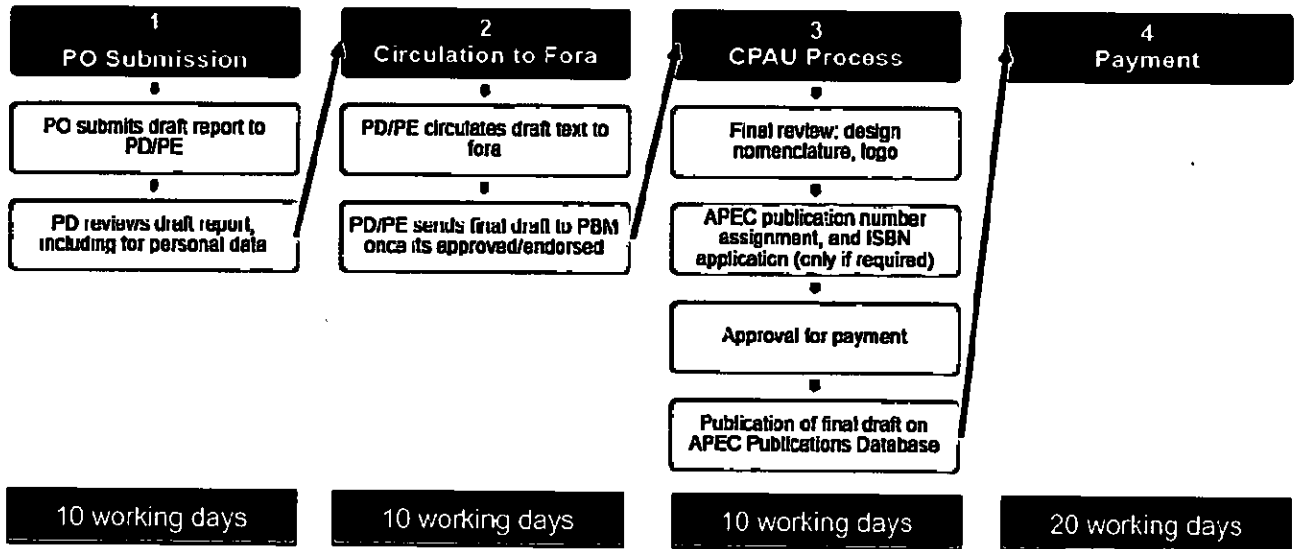 1
PO Submission
PO submits draft report to
PD/PE
PD reviews draft report,
including for personal data
10 working days
2
Circulation to Fora
PD/PE circulates draft text to
fora
PD/PE sends final draft to PBM
once its approved/endorsed
10 working days
3
CPAU Process
Final review: design
nomenclature, logo
APEC publication number
assignment, and ISBN
application (only if required)
Approval for payment
Publication of final draft on
APEC Publications Database
10 working days
4
Payment
20 working days